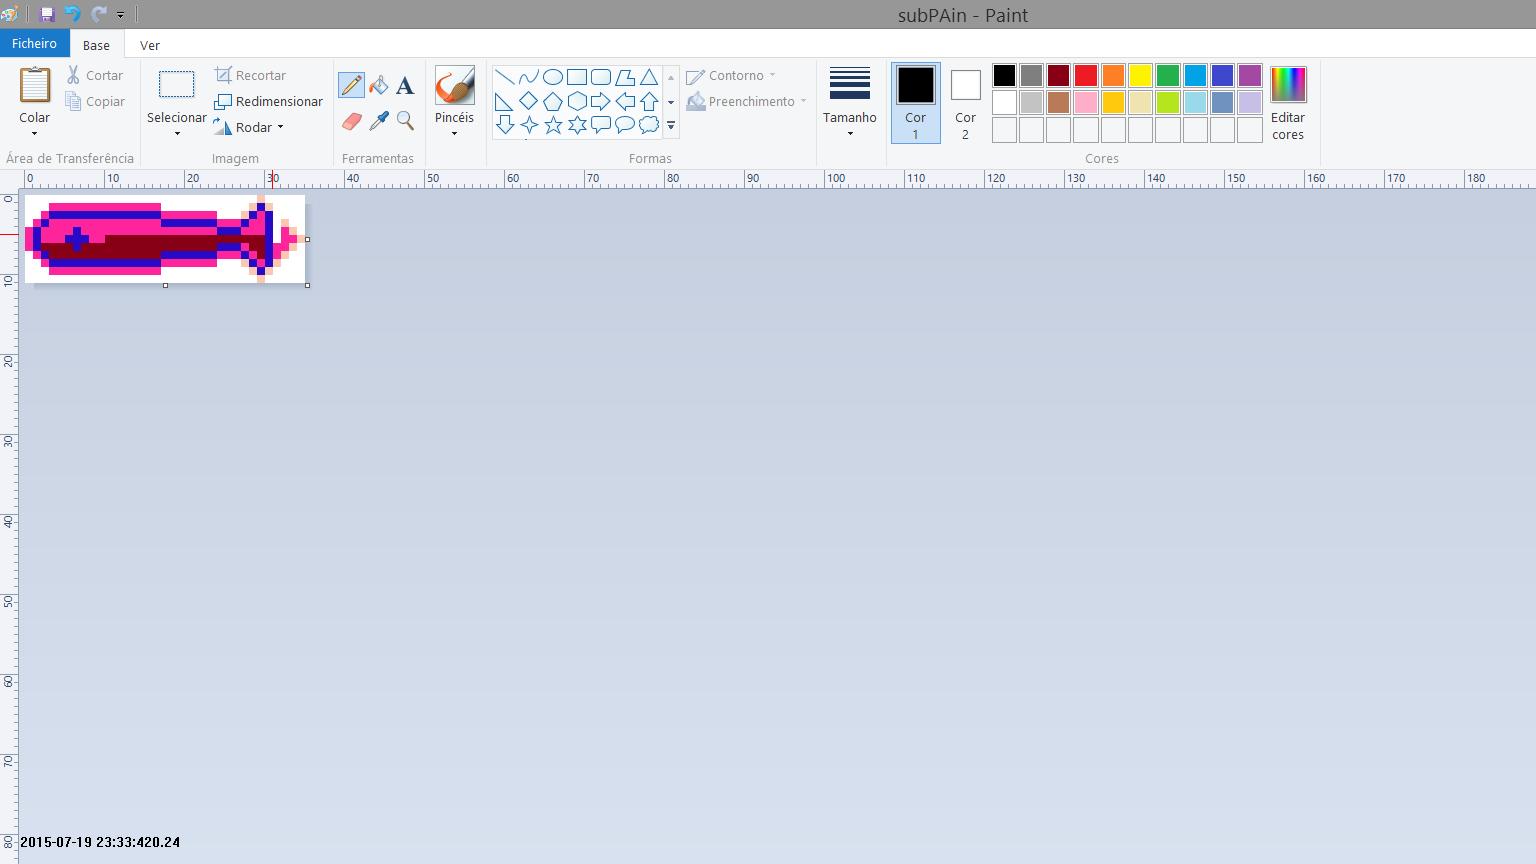 subPAin - Paint
Ficheiro Base Ver
Colar
Cortar
Copiar
Área de Transferência
Selecionar
Recortar
Redimensionar
Rodar
Imagem
A
Ferramentas
Pincéis
Contorno
Preenchimento
Formas
Tamanho
Cor 1
Cor 2
Editar cores
Cores
0 10 20 30 40 50 60 70 80 90 100 110 120 130 140 150 160 170 180
0
10
20
30
40
50
60
70
80
2015-07-19 23:33:420.24